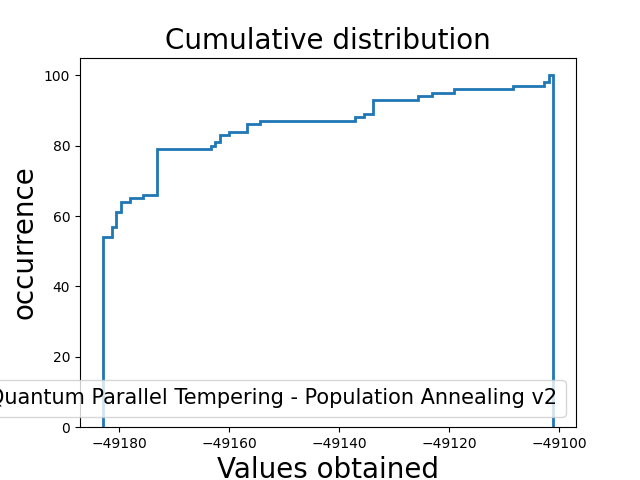 Cumulative distribution
100
80
60
40
20
0
occurrence
Quantum Parallel Tempering - Population Annealing v2
−49180 −49160 −49140 −49120 −49100
Values obtained